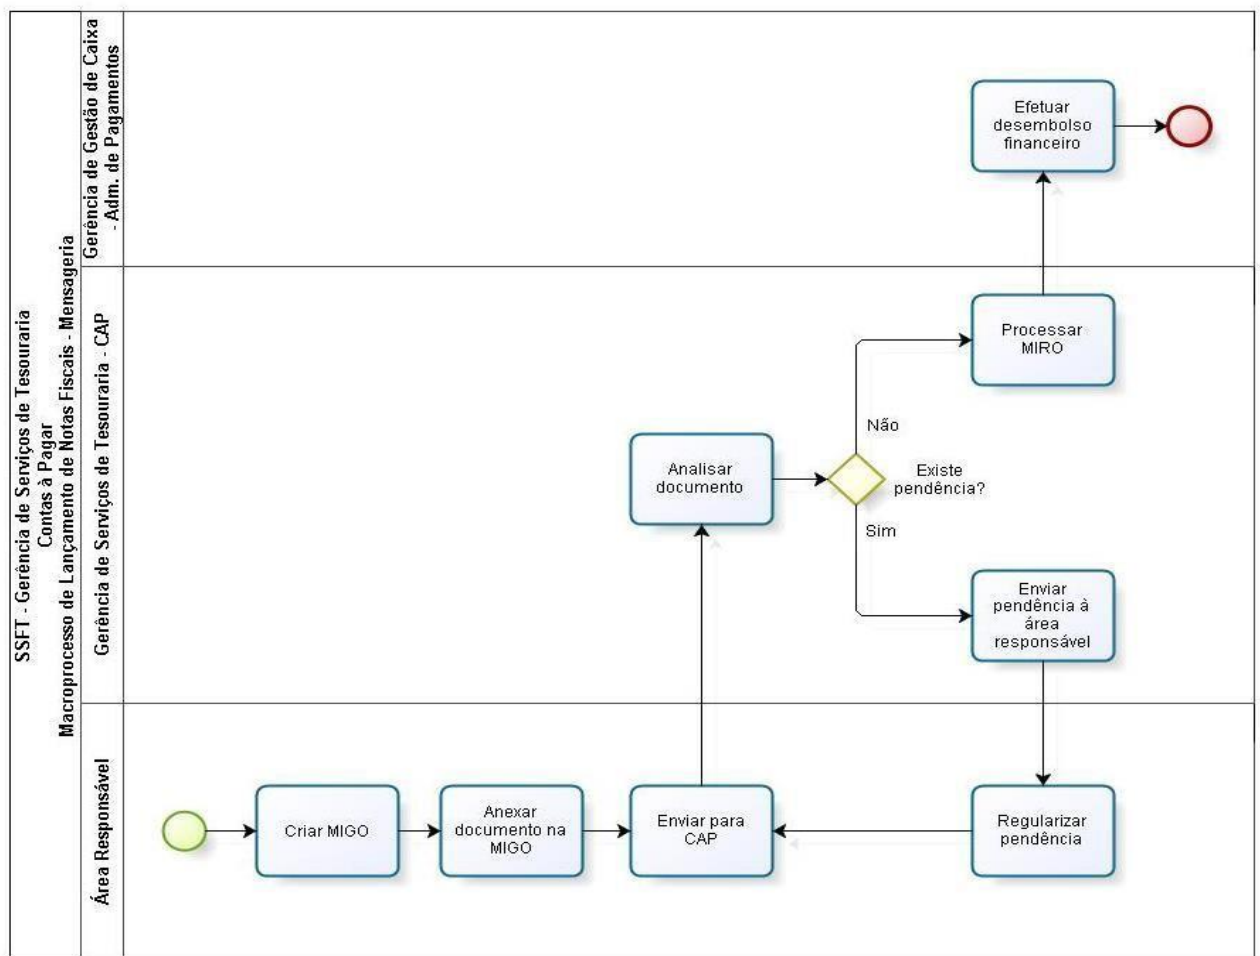 SSFT - Gerência de Serviços de Tesouraria
Contas à Pagar
Macroprocesso de Lançamento de Notas Fiscais - Mensageria
Gerência de Gestão de Caixa
- Adm. de Pagamentos
Efetuar
desembolso
financeiro
Gerência de Serviços de Tesouraria - CAP
Processar
MIRO
Não
Analisar
documento
Existe
pendência?
Sim
Enviar
pendência à
área
responsável
Área Responsável
Criar MIGO
Anexar
documento na
MIGO
Enviar para
CAP
Regularizar
pendência